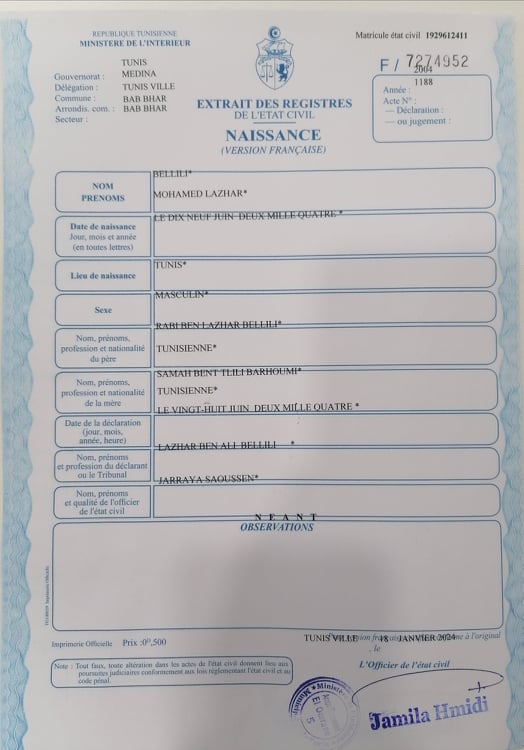 REPUBLIQUE TUNISIENNE
MINISTERE DE L'INTERIEUR
Matricule état civil 1929612411
F / 7274952
TUNIS
Gouvernorat : MEDINA
Délégation : TUNIS VILLE
Commune : BAB BHAR
Arrondis. com. : BAB BHAR
Secteur :
2004
Année : 1188
Acte N° :
— Déclaration :
— ou jugement :
EXTRAIT DES REGISTRES
DE L'ETAT CIVIL
NAISSANCE
(VERSION FRANÇAISE)
BELLILI*
NOM
PRENOMS
MOHAMED LAZHAR*
LE DIX NEUF JUIN DEUX MILLE QUATRE *
Date de naissance
Jour, mois et année
(en toutes lettres)
TUNIS*
Lieu de naissance
MASCULIN*
Sexe
RABI BEN LAZHAR BELLILI*
Nom, prénoms,
profession et nationalité
du père
TUNISIENNE*
SAMAH BENT TLILI BARHOUMI*
Nom, prénoms,
profession et nationalité
de la mère
TUNISIENNE*
LE VINGT-HUIT JUIN DEUX MILLE QUATRE *
Date de la déclaration
(jour, mois,
année, heure)
LAZHAR BEN ALI BELLILI *
Nom, prénoms
et profession du déclarant
ou le Tribunal
JARRAYA SAOUSSEN*
Nom, prénoms
et qualité de l'officier
de l'état civil
N E A N T
OBSERVATIONS
Imprimerie Officielle Prix :0ᴰ,500
TUNIS VILLE 18 JANVIER 2024 à l'original
, le
L'Officier de l'état civil
Note : Tout faux, toute altération dans les actes de l'état civil donnent lieu aux
poursuites judiciaires conformement aux lois réglementant l'état civil et au
code pénal.
Jamila Hmidi